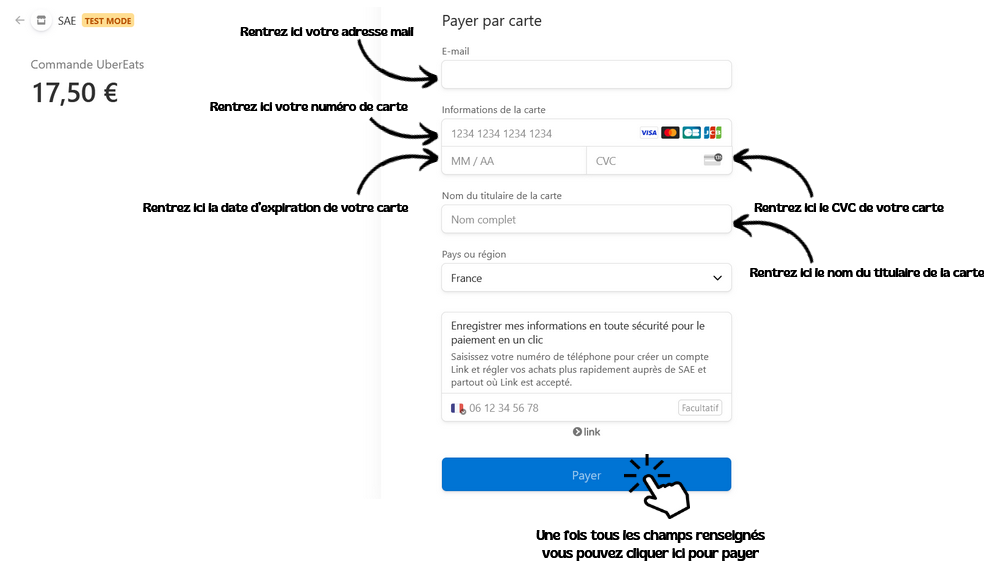 SAE TEST MODE
Commande UberEats
17,50 €
Payer par carte
Rentrez ici votre adresse mail
E-mail
Rentrez ici votre numéro de carte
Informations de la carte
1234 1234 1234 1234 VISA CB JCB
MM / AA CVC
Rentrez ici la date d'expiration de votre carte
Rentrez ici le CVC de votre carte
Nom du titulaire de la carte
Nom complet
Rentrez ici le nom du titulaire de la carte
Pays ou région
France
Enregistrer mes informations en toute sécurité pour le
paiement en un clic
Saisissez votre numéro de téléphone pour créer un compte
Link et régler vos achats plus rapidement auprès de SAE et
partout où Link est accepté.
06 12 34 56 78 Facultatif
link
Payer
Une fois tous les champs renseignés
vous pouvez cliquer ici pour payer